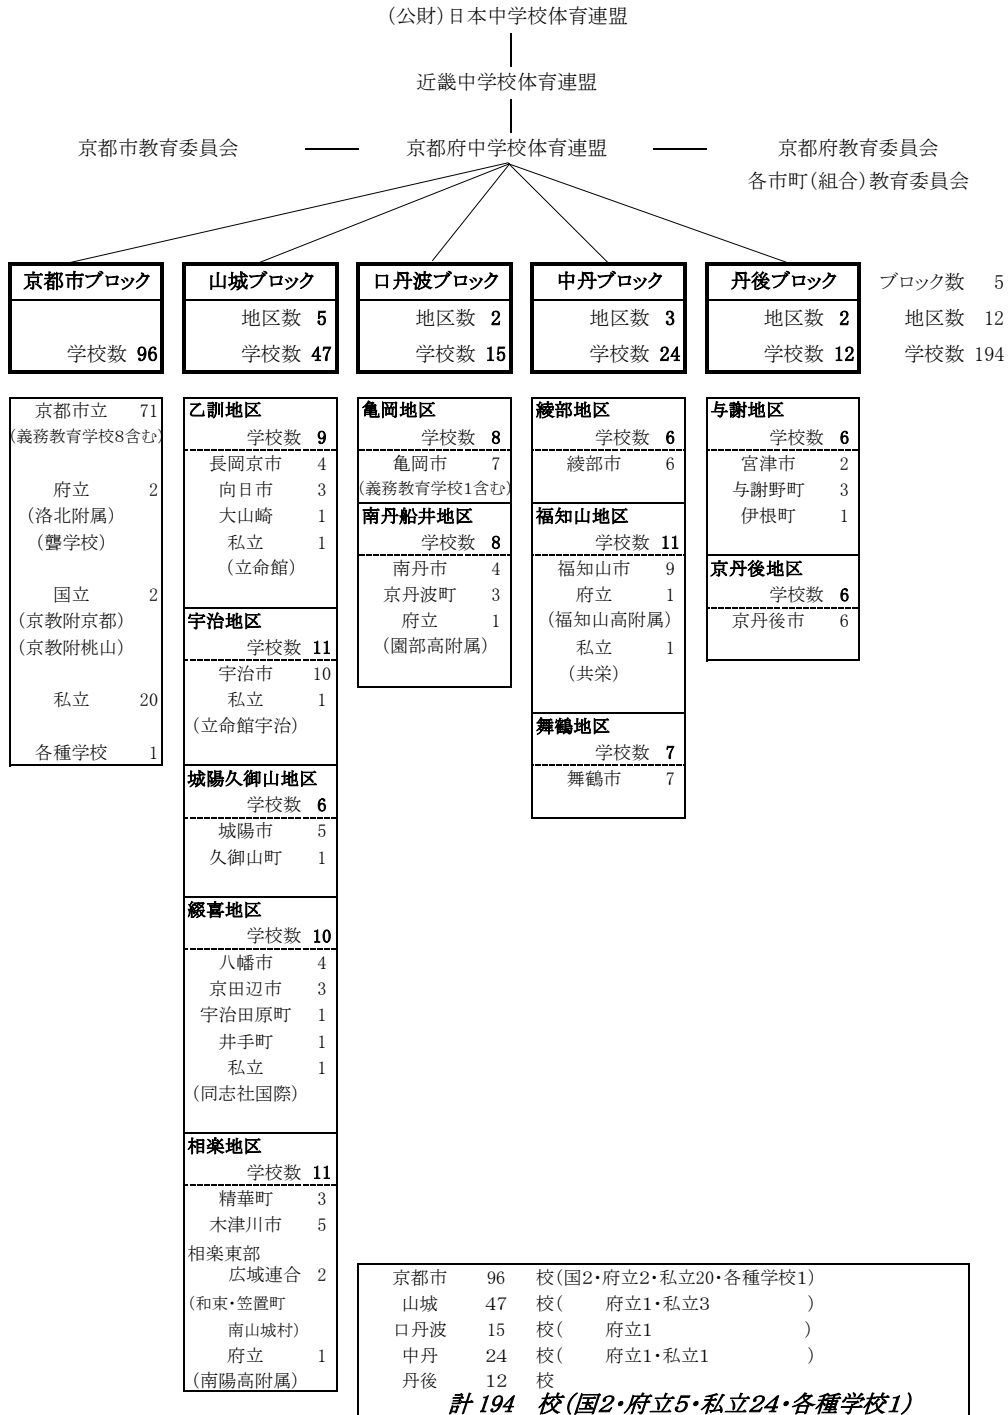 (公財)日本中学校体育連盟
近畿中学校体育連盟
京都市教育委員会 京都府中学校体育連盟 京都府教育委員会
各市町(組合)教育委員会
京都市ブロック
学校数 96
山城ブロック
地区数 5
学校数 47
口丹波ブロック
地区数 2
学校数 15
中丹ブロック
地区数 3
学校数 24
丹後ブロック
地区数 2
学校数 12
ブロック数 5
地区数 12
学校数 194
京都市立 71
(義務教育学校8含む)
府立 2
(洛北附属)
(聾学校)
国立 2
(京教附京都)
(京教附桃山)
私立 20
各種学校 1
乙訓地区
学校数 9
長岡京市 4
向日市 3
大山崎 1
私立 1
(立命館)
宇治地区
学校数 11
宇治市 10
私立 1
(立命館宇治)
城陽久御山地区
学校数 6
城陽市 5
久御山町 1
綴喜地区
学校数 10
八幡市 4
京田辺市 3
宇治田原町 1
井手町 1
私立 1
(同志社国際)
相楽地区
学校数 11
精華町 3
木津川市 5
相楽東部
広域連合 2
(和束・笠置町
南山城村)
府立 1
(南陽高附属)
亀岡地区
学校数 8
亀岡市 7
(義務教育学校1含む)
南丹船井地区
学校数 8
南丹市 4
京丹波町 3
府立 1
(園部高附属)
綾部地区
学校数 6
綾部市 6
福知山地区
学校数 11
福知山市 9
府立 1
(福知山高附属)
私立 1
(共栄)
舞鶴地区
学校数 7
舞鶴市 7
与謝地区
学校数 6
宮津市 2
与謝野町 3
伊根町 1
京丹後地区
学校数 6
京丹後市 6
京都市 96 校(国2・府立2・私立20・各種学校1)
山城 47 校( 府立1・私立3 )
口丹波 15 校( 府立1 )
中丹 24 校( 府立1・私立1 )
丹後 12 校
計 194 校(国2・府立5・私立24・各種学校1)